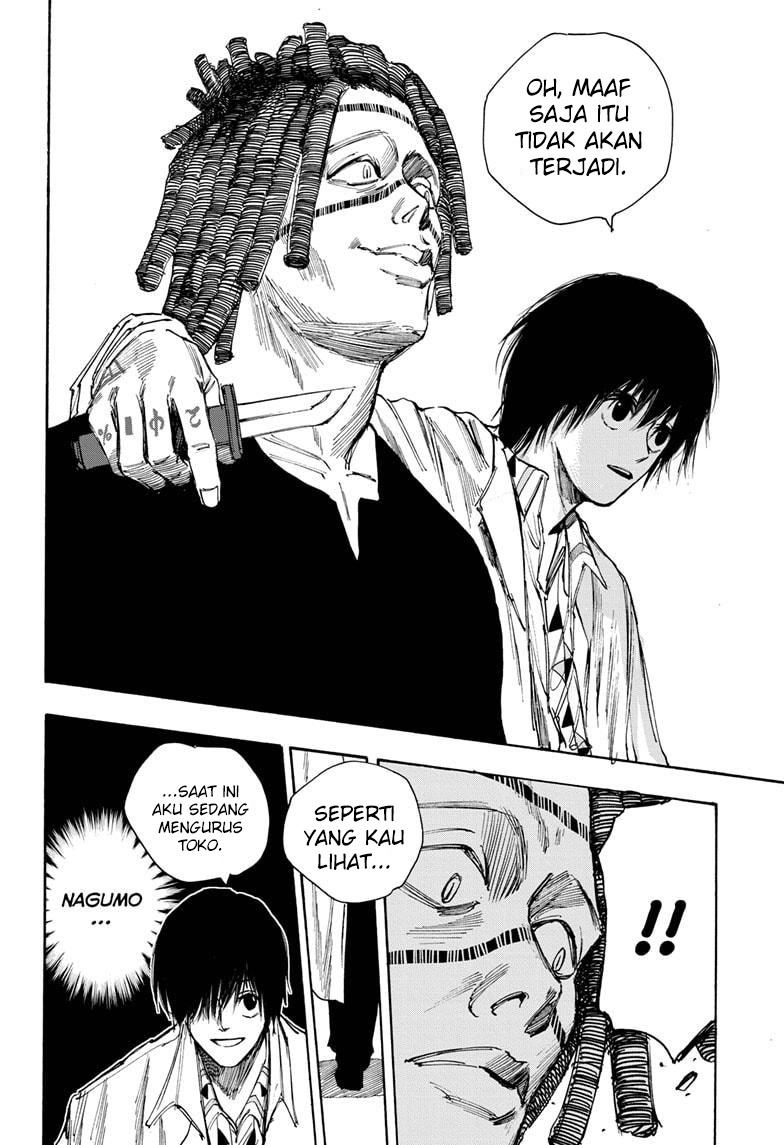 OH, MAAF
SAJA ITU
TIDAK AKAN
TERJADI.
!!
SEPERTI
YANG KAU
LIHAT...
...SAAT INI
AKU SEDANG
MENGURUS
TOKO.
NAGUMO
...